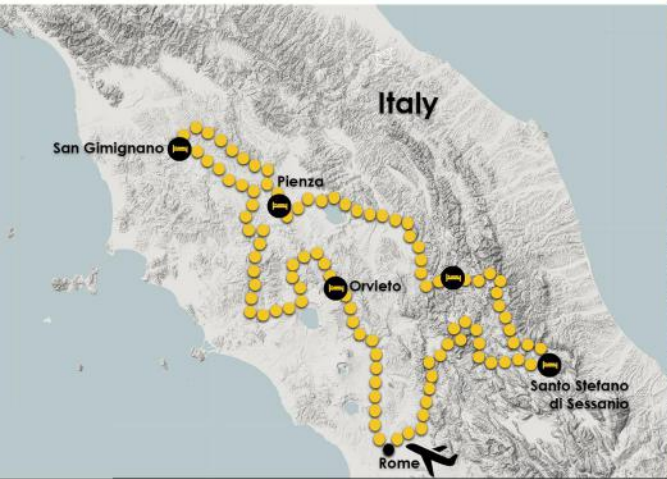 Italy
San Gimignano
Pienza
Orvieto
Santo Stefano
di Sessanio
Rome